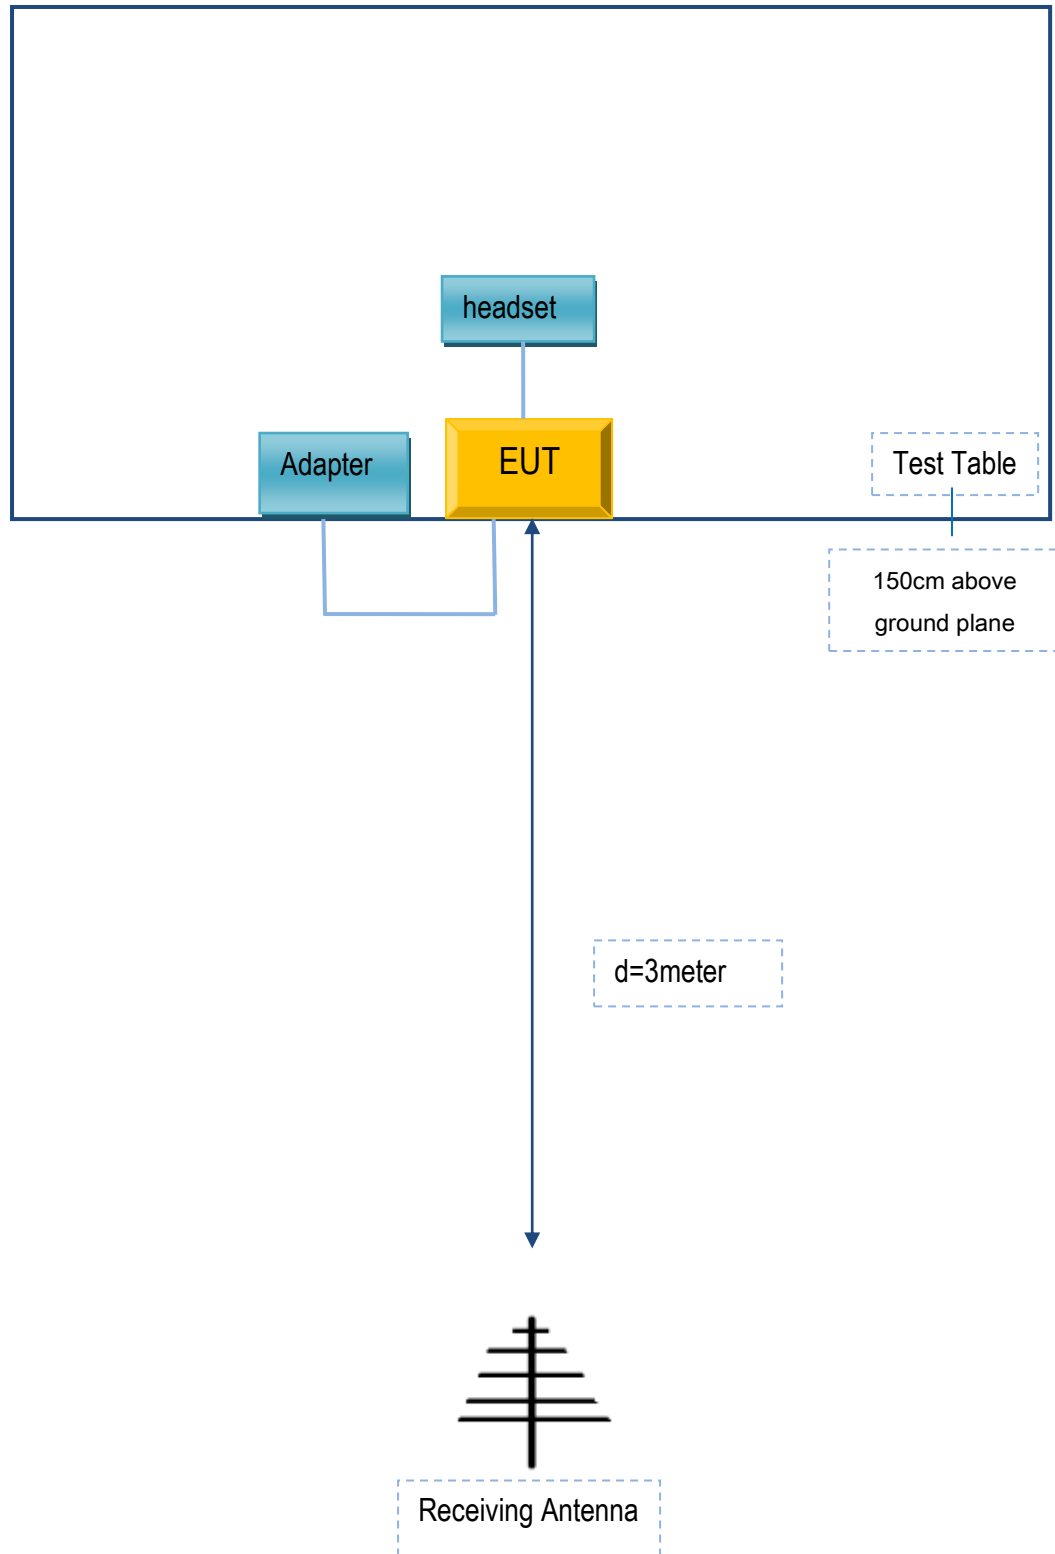 headset
Adapter
EUT
Test Table
150cm above
ground plane
d=3meter
Receiving Antenna